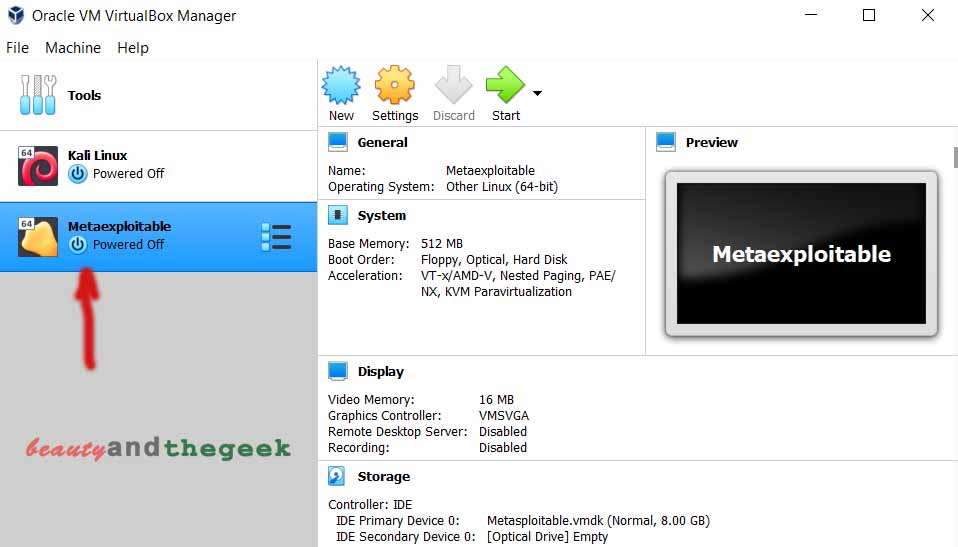 Oracle VM VirtualBox Manager
File Machine Help
Tools
64
Kali Linux
Powered Off
64
Metaexploitable
Powered Off
beautyandthegeek
New Settings Discard Start
General
Name: Metaexploitable
Operating System: Other Linux (64-bit)
System
Base Memory: 512 MB
Boot Order: Floppy, Optical, Hard Disk
Acceleration: VT-x/AMD-V, Nested Paging, PAE/
NX, KVM Paravirtualization
Preview
Metaexploitable
Display
Video Memory: 16 MB
Graphics Controller: VMSVGA
Remote Desktop Server: Disabled
Recording: Disabled
Storage
Controller: IDE
IDE Primary Device 0: Metasploitable.vmdk (Normal, 8.00 GB)
IDE Secondary Device 0: [Optical Drive] Empty